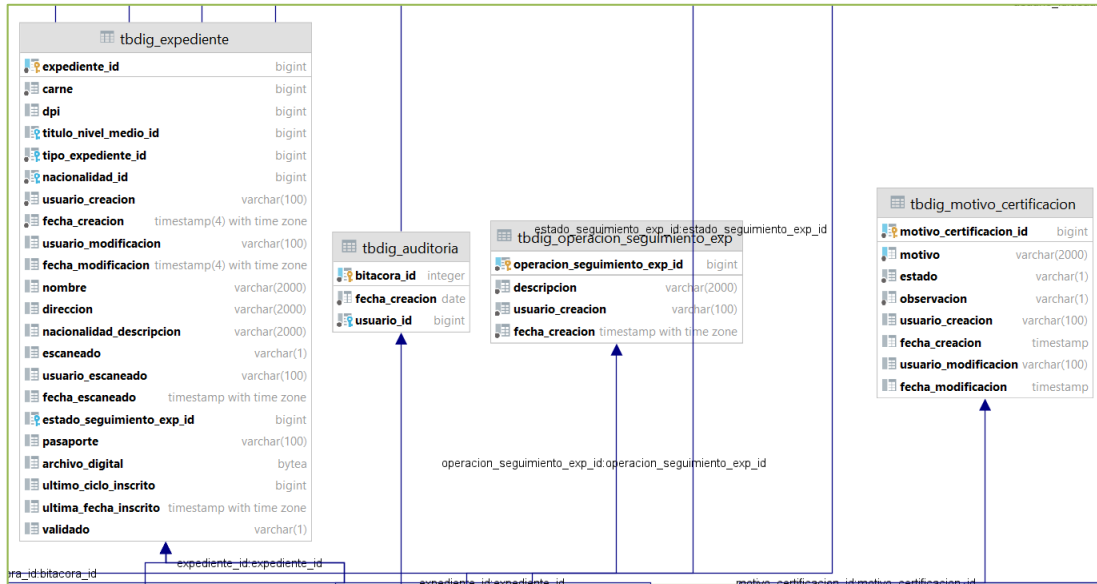 tbdig_expediente
expediente_id bigint
carne bigint
dpi bigint
titulo_nivel_medio_id bigint
tipo_expediente_id bigint
nacionalidad_id bigint
usuario_creacion varchar(100)
fecha_creacion timestamp(4) with time zone
usuario_modificacion varchar(100)
fecha_modificacion timestamp(4) with time zone
nombre varchar(2000)
direccion varchar(2000)
nacionalidad_descripcion varchar(2000)
escaneado varchar(1)
usuario_escaneado varchar(100)
fecha_escaneado timestamp with time zone
estado_seguimiento_exp_id bigint
pasaporte varchar(100)
archivo_digital bytea
ultimo_ciclo_inscrito bigint
ultima_fecha_inscrito timestamp with time zone
validado varchar(1)
tbdig_auditoria
bitacora_id integer
fecha_creacion date
usuario_id bigint
estado_seguimiento_exp_id:estado_seguimiento_exp_id
tbdig_operacion_seguimiento_exp
operacion_seguimiento_exp_id bigint
descripcion varchar(2000)
usuario_creacion varchar(100)
fecha_creacion timestamp with time zone
tbdig_motivo_certificacion
motivo_certificacion_id bigint
motivo varchar(2000)
estado varchar(1)
observacion varchar(1)
usuario_creacion varchar(100)
fecha_creacion timestamp
usuario_modificacion varchar(100)
fecha_modificacion timestamp
operacion_seguimiento_exp_id:operacion_seguimiento_exp_id
expediente_id:expediente_id
ora_id:bitacora_id
expediente_id:expediente_id
motivo_certificacion_id:motivo_certificacion_id